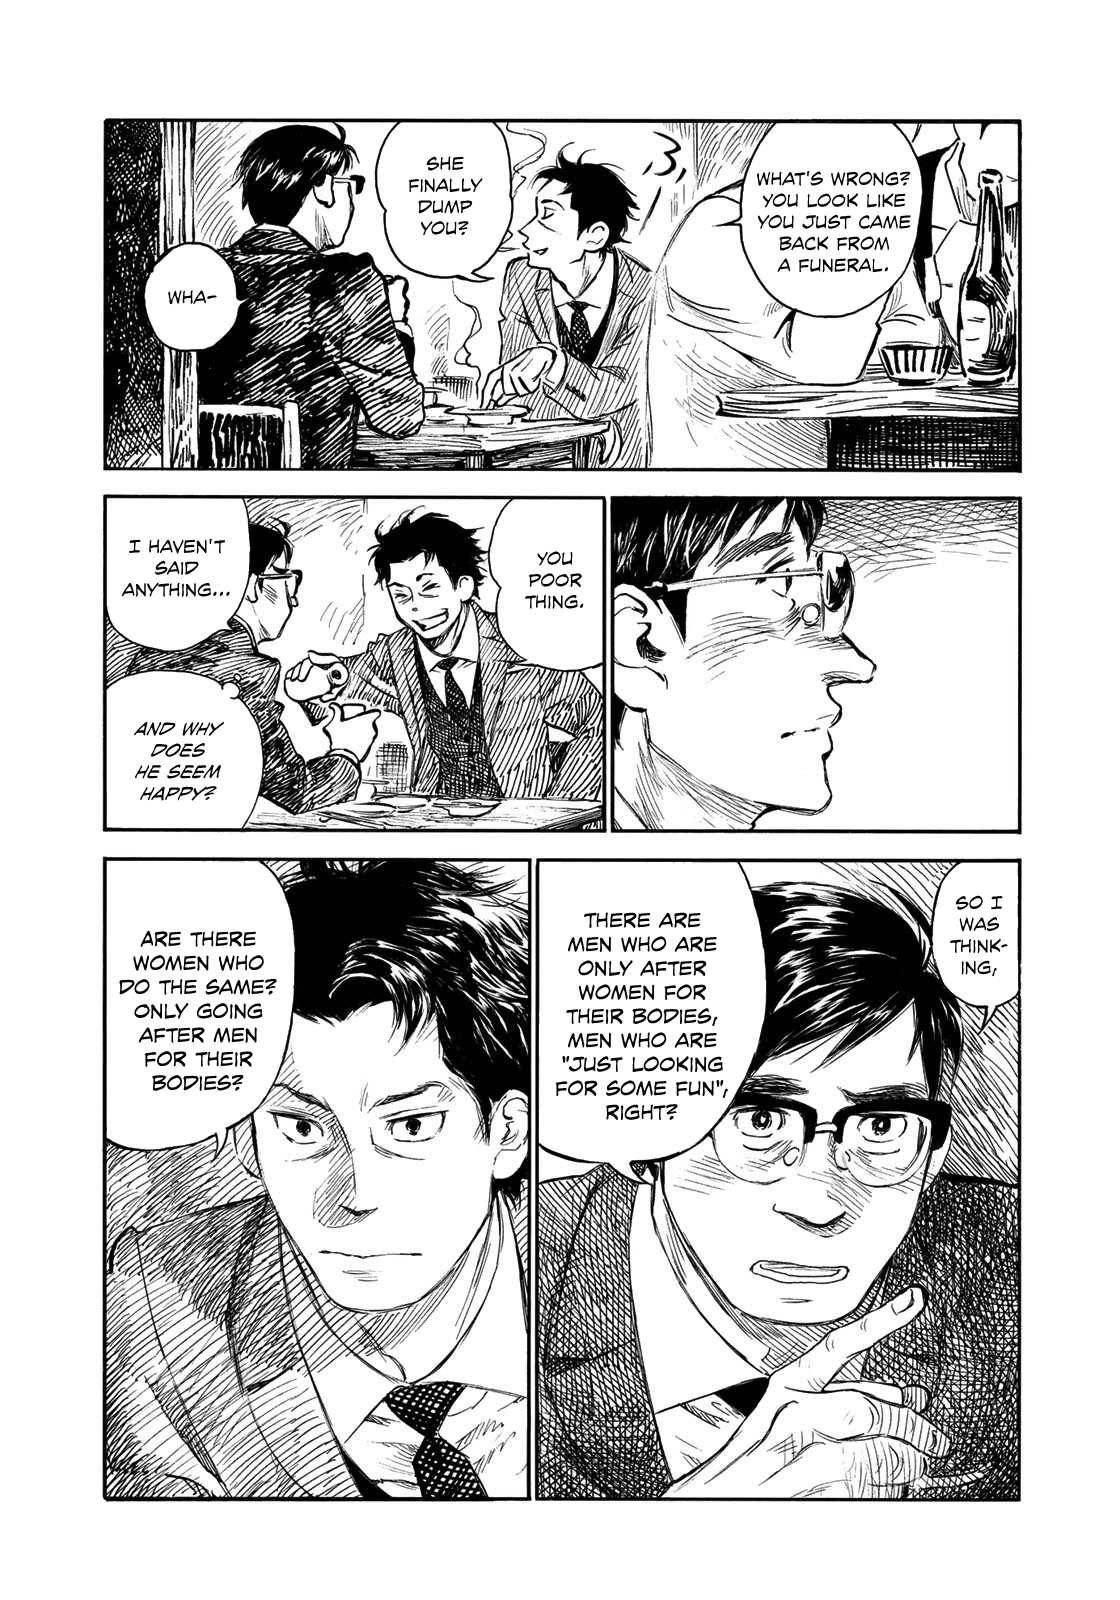 WHAT'S WRONG?
YOU LOOK LIKE
YOU JUST CAME
BACK FROM
A FUNERAL.
SHE
FINALLY
DUMP
YOU?
WHA-
YOU
POOR
THING.
I HAVEN'T
SAID
ANYTHING...
AND WHY
DOES
HE SEEM
HAPPY?
SO I
WAS
THINK-
ING,
THERE ARE
MEN WHO ARE
ONLY AFTER
WOMEN FOR
THEIR BODIES,
MEN WHO ARE
"JUST LOOKING
FOR SOME FUN",
RIGHT?
ARE THERE
WOMEN WHO
DO THE SAME?
ONLY GOING
AFTER MEN
FOR THEIR
BODIES?